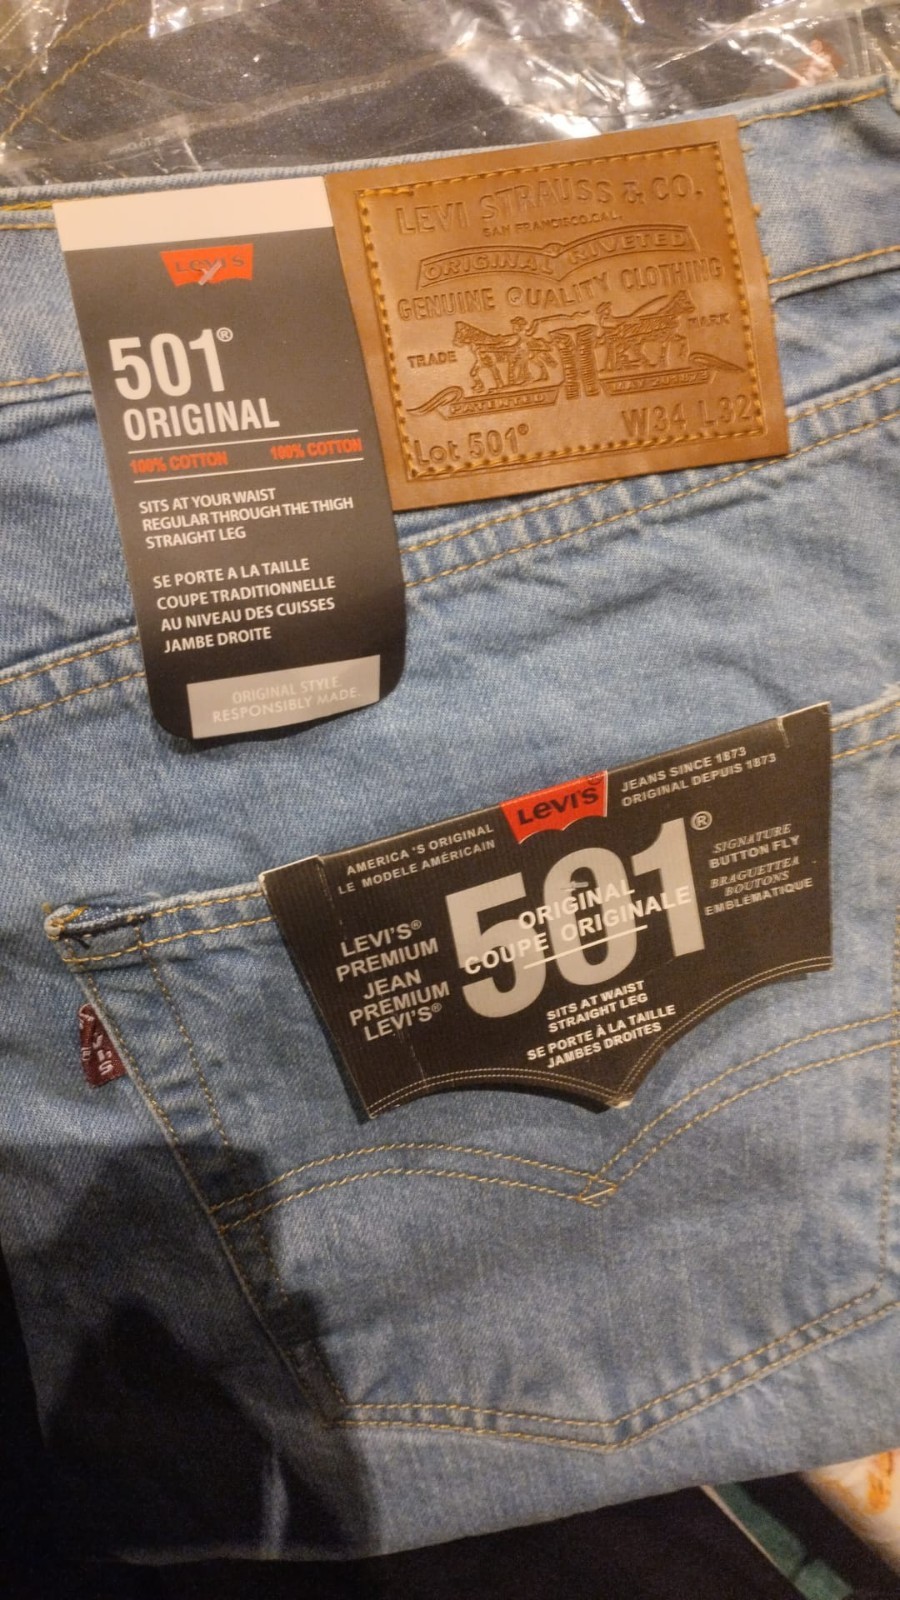 Levi's
501®
ORIGINAL
100% COTTON 100% COTTON
SITS AT YOUR WAIST
REGULAR THROUGH THE THIGH
STRAIGHT LEG
SE PORTE A LA TAILLE
COUPE TRADITIONNELLE
AU NIVEAU DES CUISSES
JAMBE DROITE
ORIGINAL STYLE.
RESPONSIBLY MADE.
LEVI STRAUSS & CO.
SAN FRANCISCO.CAL.
ORIGINAL RIVETED
GENUINE QUALITY CLOTHING
TRADE MARK
PATENTED
Lot 501® W34 L32
AMERICA 'S ORIGINAL
LE MODELE AMÉRICAIN
Levi's
JEANS SINCE 1873
ORIGINAL DEPUIS 1873
LEVI'S®
PREMIUM
JEAN
PREMIUM
LEVI'S®
501®
ORIGINAL
COUPE ORIGINALE
SIGNATURE
BUTTON FLY
BRAGUETTEA
BOUTONS
EMBLÉMATIQUE
SITS AT WAIST
STRAIGHT LEG
SE PORTE À LA TAILLE
JAMBES DROITES